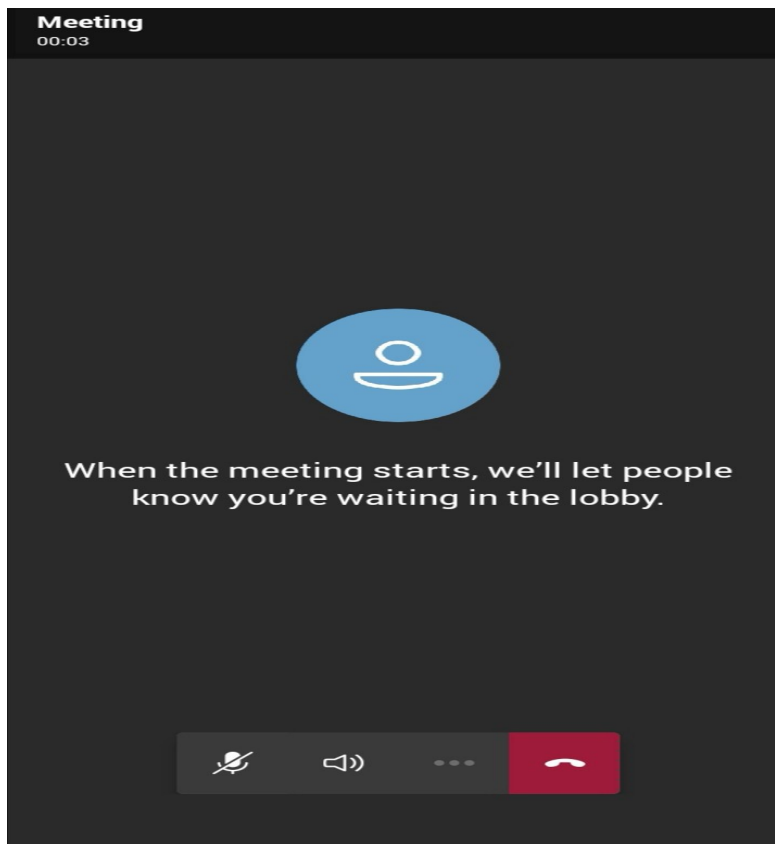 Meeting
00:03
When the meeting starts, we’ll let people
know you’re waiting in the lobby.